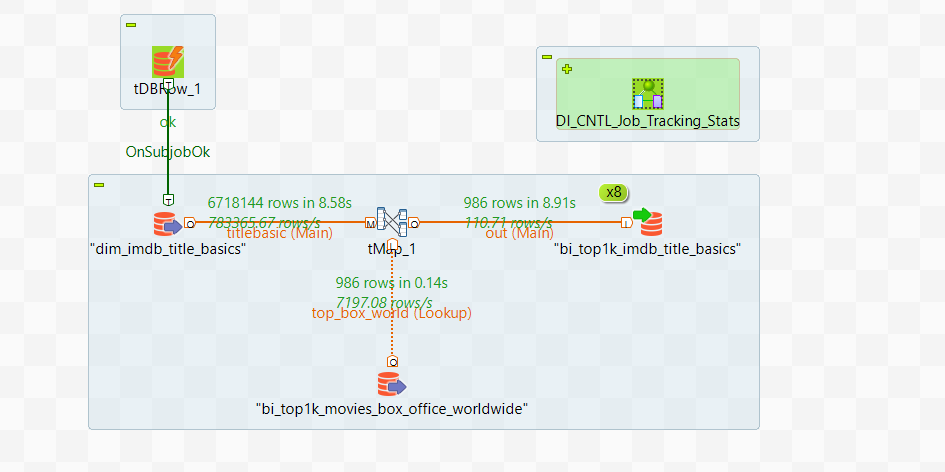 tDBRow_1
ok
OnSubjobOk
DI_CNTL_Job_Tracking_Stats
x8
6718144 rows in 8.58s
783365.67 rows/s
titlebasic (Main)
986 rows in 8.91s
110.71 rows/s
out (Main)
"dim_imdb_title_basics"
tMap_1
"bi_top1k_imdb_title_basics"
986 rows in 0.14s
7197.08 rows/s
top_box_world (Lookup)
"bi_top1k_movies_box_office_worldwide"